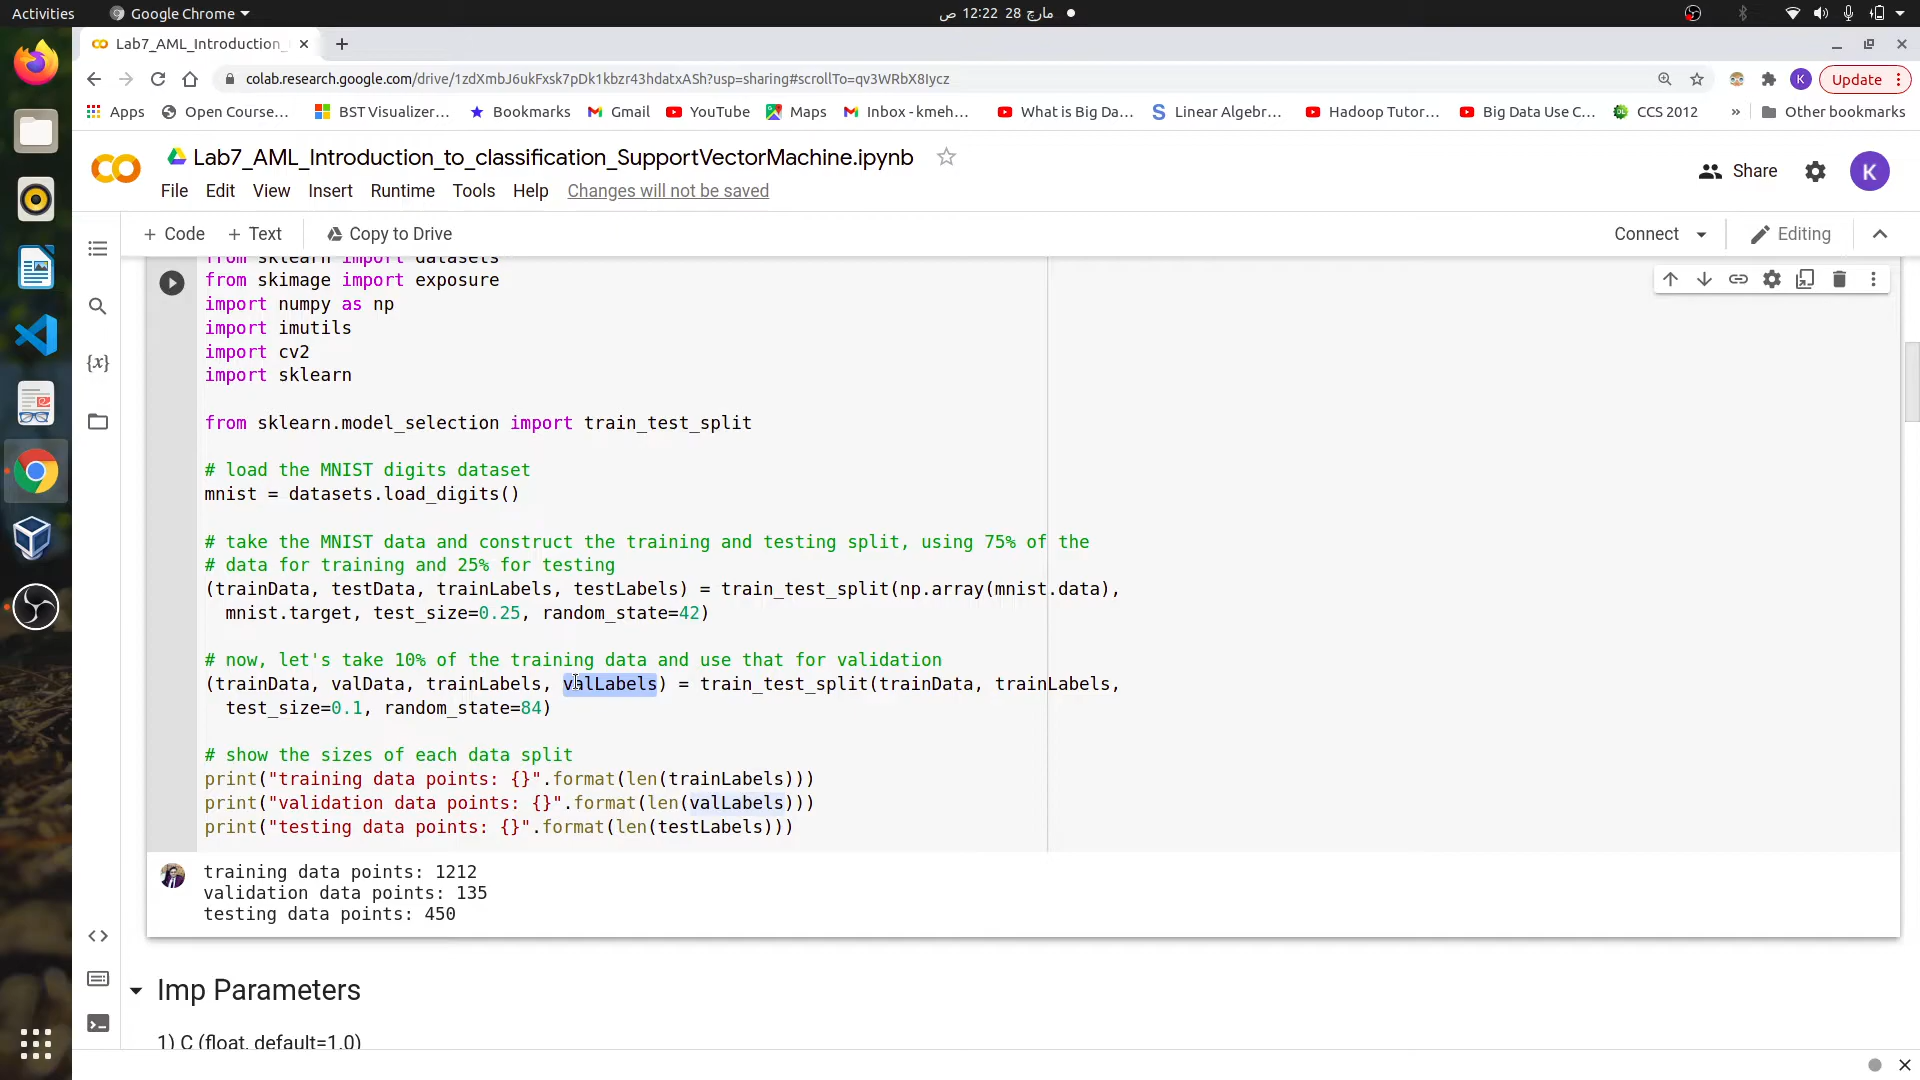 Activities Google Chrome 12:22 28 مارچ ص
Lab7_AML_Introduction_
colab.research.google.com/drive/1zdXmbJ6ukFxsk7pDk1kbzr43hdatxASh?usp=sharing#scrollTo=qv3WRbX8Iycz Update
Apps Open Course... BST Visualizer... Bookmarks Gmail YouTube Maps Inbox - kmeh... What is Big Da... Linear Algebr... Hadoop Tutor... Big Data Use C... CCS 2012 » Other bookmarks
Lab7_AML_Introduction_to_classification_SupportVectorMachine.ipynb
Share K
File Edit View Insert Runtime Tools Help Changes will not be saved
+ Code + Text Copy to Drive Connect Editing
from sklearn import datasets
from skimage import exposure
import numpy as np
import imutils
import cv2
import sklearn
from sklearn.model_selection import train_test_split
# load the MNIST digits dataset
mnist = datasets.load_digits()
# take the MNIST data and construct the training and testing split, using 75% of the
# data for training and 25% for testing
(trainData, testData, trainLabels, testLabels) = train_test_split(np.array(mnist.data),
mnist.target, test_size=0.25, random_state=42)
# now, let's take 10% of the training data and use that for validation
(trainData, valData, trainLabels, valLabels) = train_test_split(trainData, trainLabels,
test_size=0.1, random_state=84)
# show the sizes of each data split
print("training data points: {}".format(len(trainLabels)))
print("validation data points: {}".format(len(valLabels)))
print("testing data points: {}".format(len(testLabels)))
training data points: 1212
validation data points: 135
testing data points: 450
Imp Parameters
1) C (float, default=1.0)